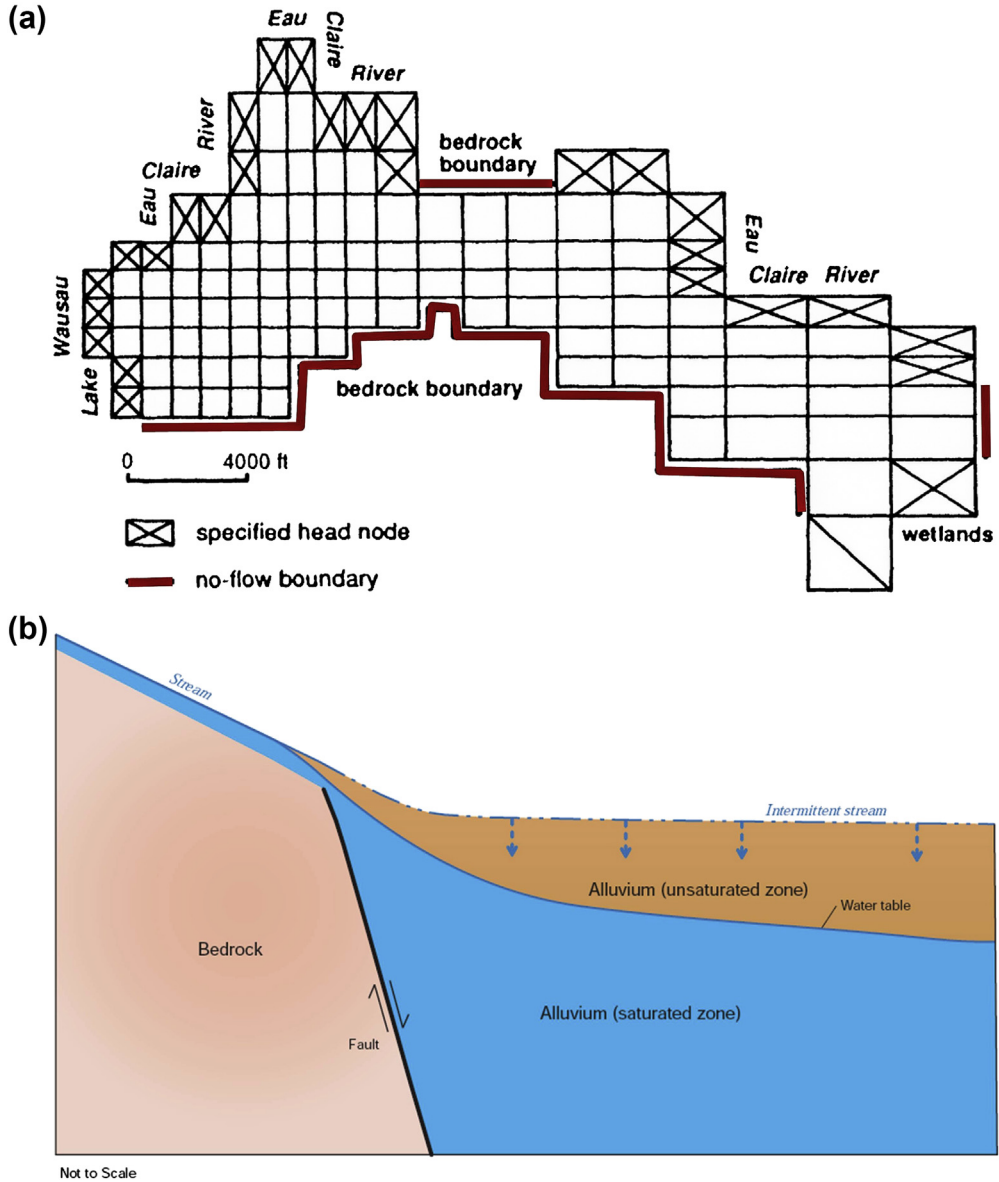 (a)
Eau
Claire
River
River
Claire
Eau
bedrock
boundary
Eau
Claire River
Wausau
Lake
bedrock boundary
0 4000 ft
specified head node
wetlands
no-flow boundary
(b)
Stream
Intermittent stream
Alluvium (unsaturated zone)
Water table
Bedrock
Alluvium (saturated zone)
Fault
Not to Scale